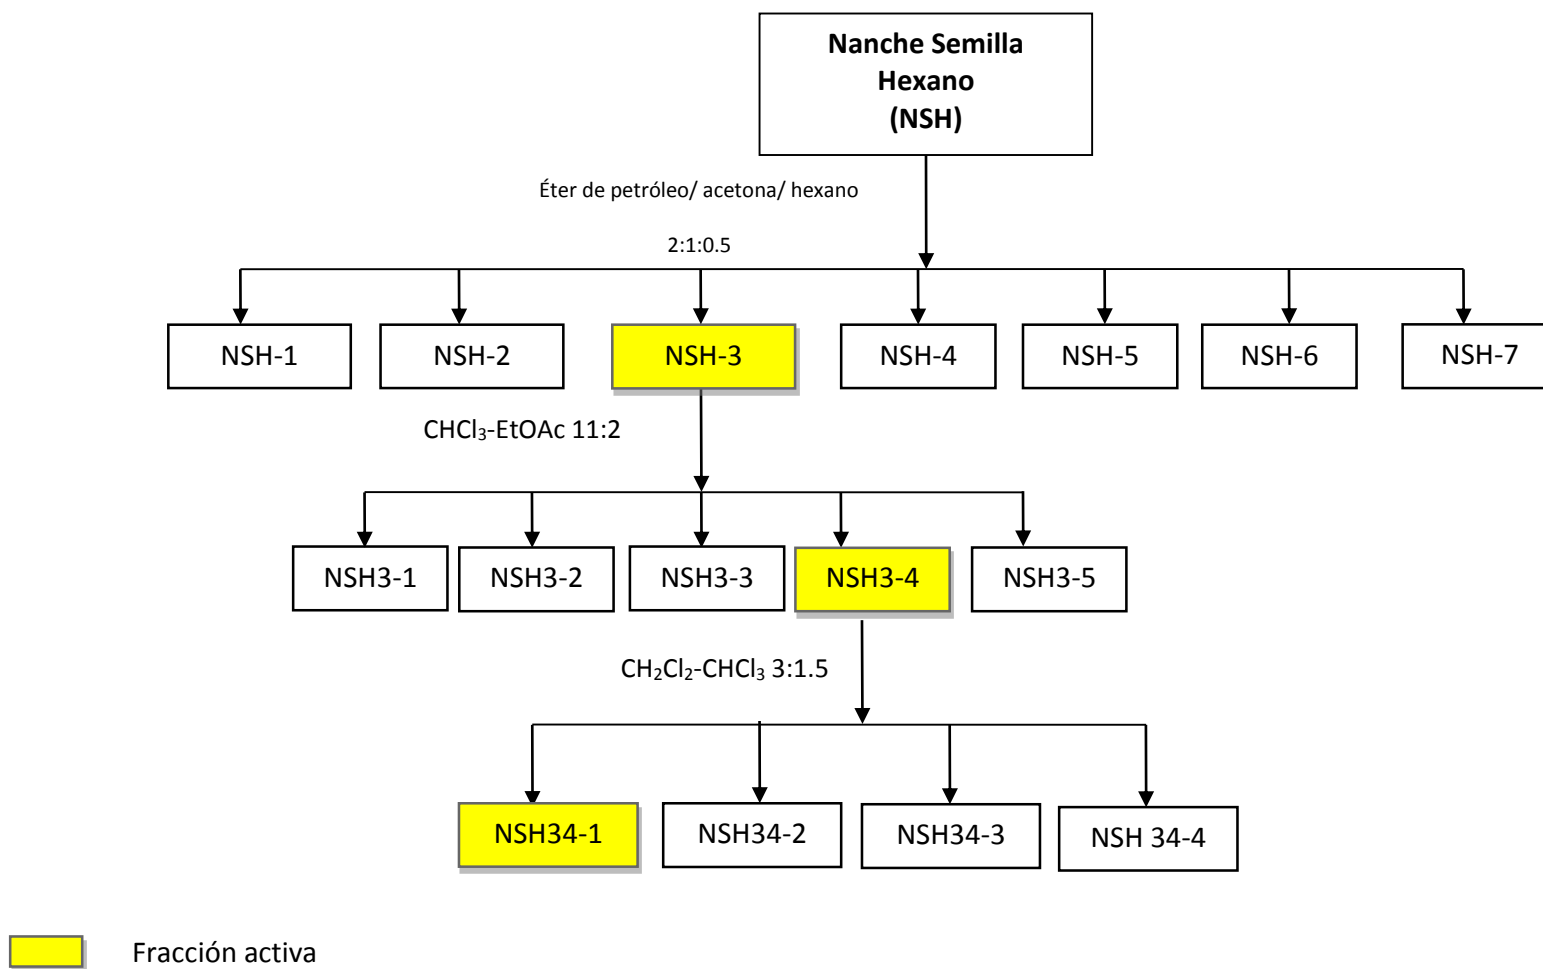 Nanche Semilla
Hexano
(NSH)
Éter de petróleo/ acetona/ hexano
2:1:0.5
NSH-1
NSH-2
NSH-3
NSH-4
NSH-5
NSH-6
NSH-7
CHCl₃-EtOAc 11:2
NSH3-1
NSH3-2
NSH3-3
NSH3-4
NSH3-5
CH₂Cl₂-CHCl₃ 3:1.5
NSH34-1
NSH34-2
NSH34-3
NSH 34-4
Fracción activa